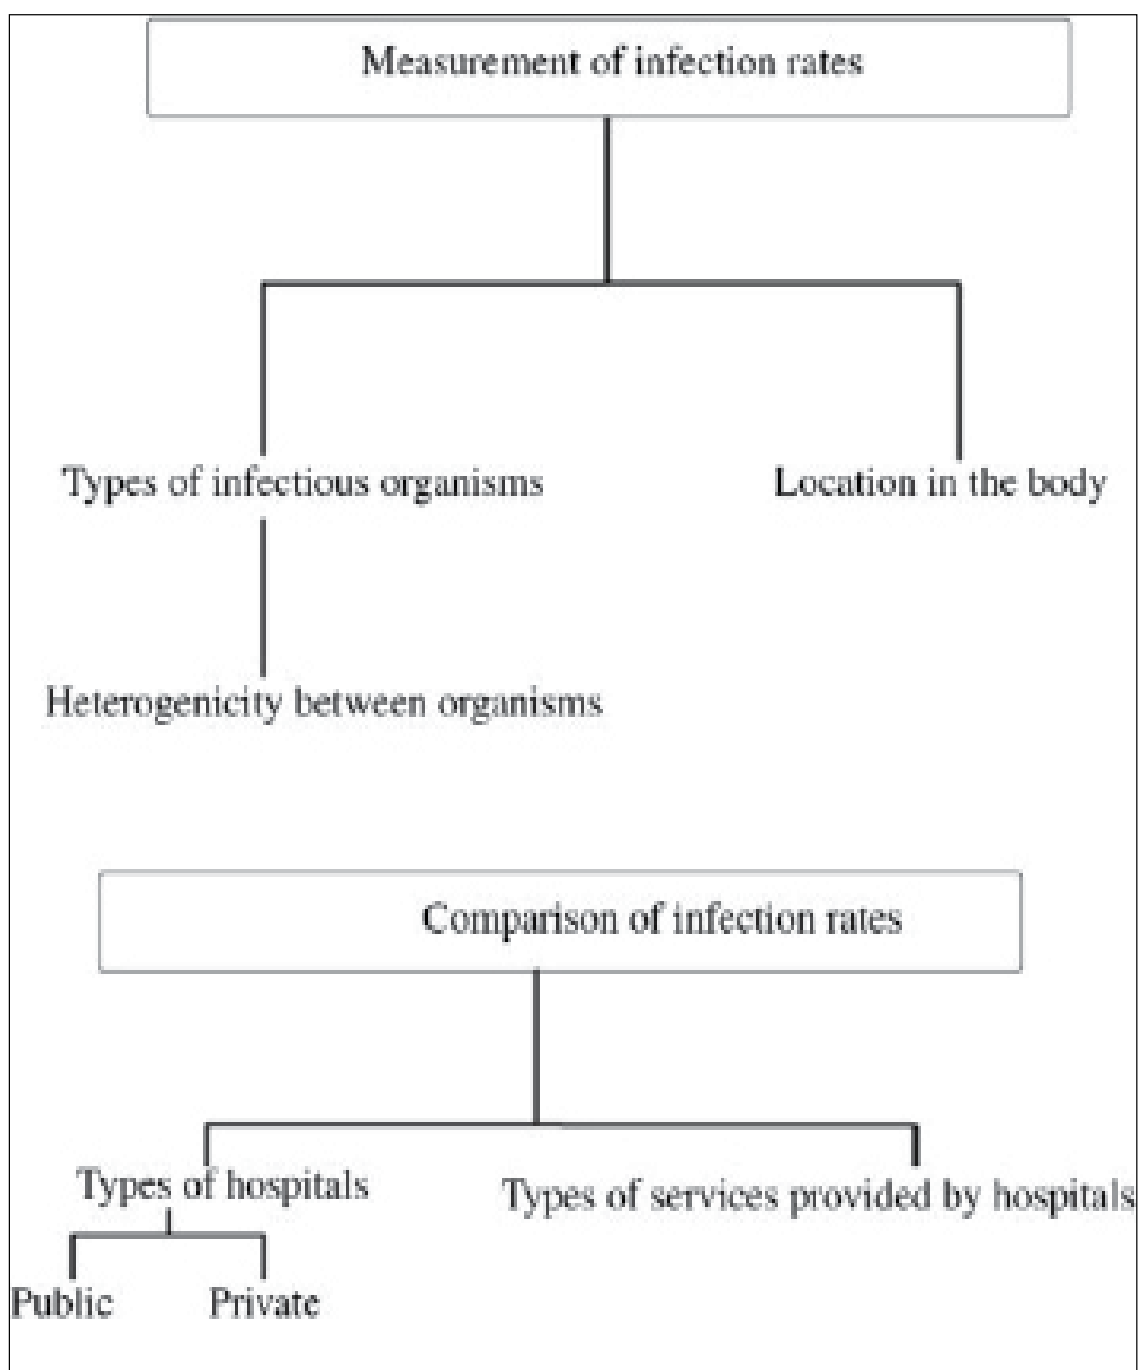 Measurement of infection rates
Types of infectious organisms
Location in the body
Heterogenicity between organisms
Comparison of infection rates
Types of hospitals
Types of services provided by hospitals
Public
Private